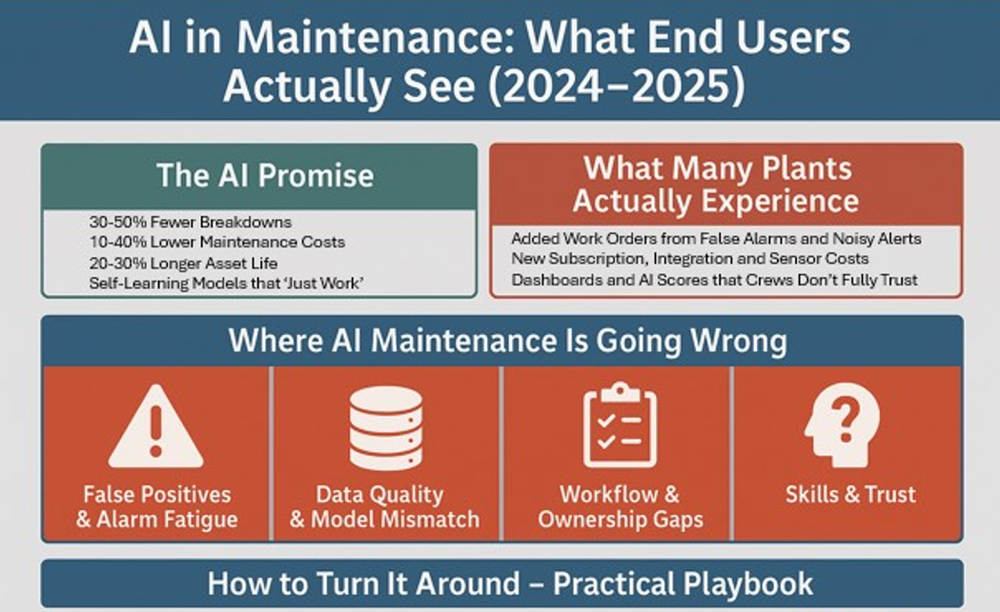 AI in Maintenance: What End Users
Actually See (2024–2025)
The AI Promise
30-50% Fewer Breakdowns
10-40% Lower Maintenance Costs
20-30% Longer Asset Life
Self-Learning Models that ‘Just Work’
What Many Plants
Actually Experience
Added Work Orders from False Alarms and Noisy Alerts
New Subscription, Integration and Sensor Costs
Dashboards and AI Scores that Crews Don’t Fully Trust
Where AI Maintenance Is Going Wrong
False Positives
& Alarm Fatigue
Data Quality
& Model Mismatch
Workflow &
Ownership Gaps
Skills & Trust
How to Turn It Around – Practical Playbook